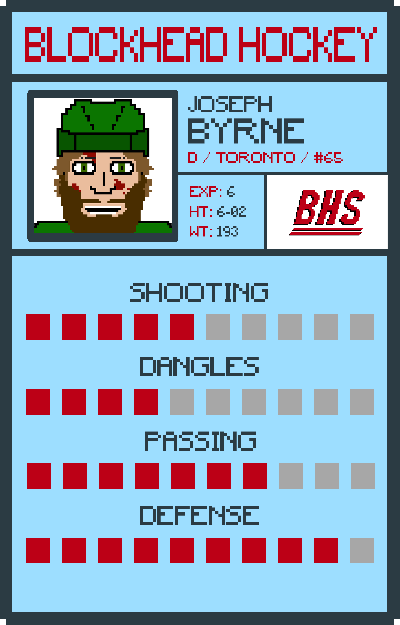 BLOCKHEAD HOCKEY
JOSEPH
BYRNE
D / TORONTO / #65
EXP: 6
HT: 6-02
WT: 193
BHS
SHOOTING
DANGLES
PASSING
DEFENSE